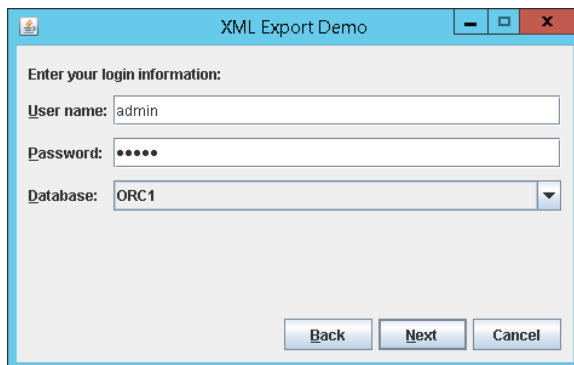 XML Export Demo
Enter your login information:
User name: admin
Password: •••••
Database: ORC1
Back Next Cancel